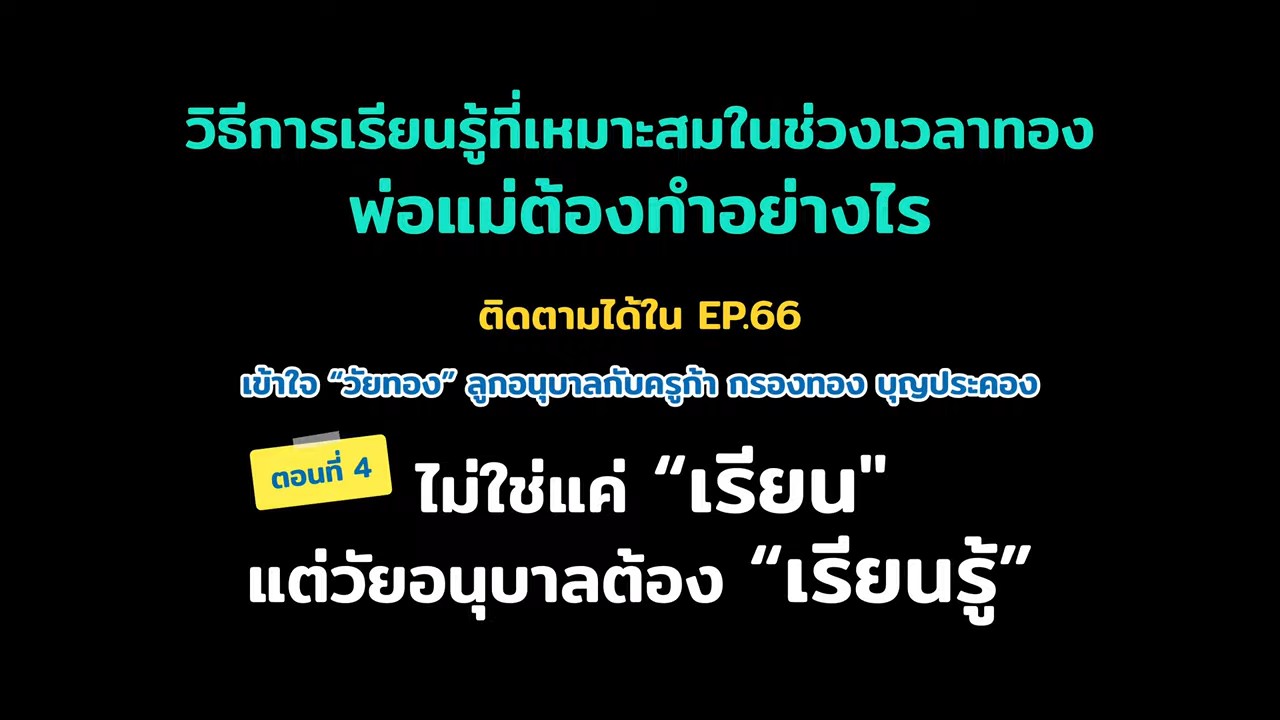 วิธีการเรียนรู้ที่เหมาะสมในช่วงเวลาทอง
พ่อแม่ต้องทำอย่างไร
ติดตามได้ใน EP.66
เข้าใจ “วัยทอง” ลูกอนุบาลกับครูก้า กรองทอง บุญประคอง
ตอนที่ 4
ไม่ใช่แค่ “เรียน"
แต่วัยอนุบาลต้อง “เรียนรู้”